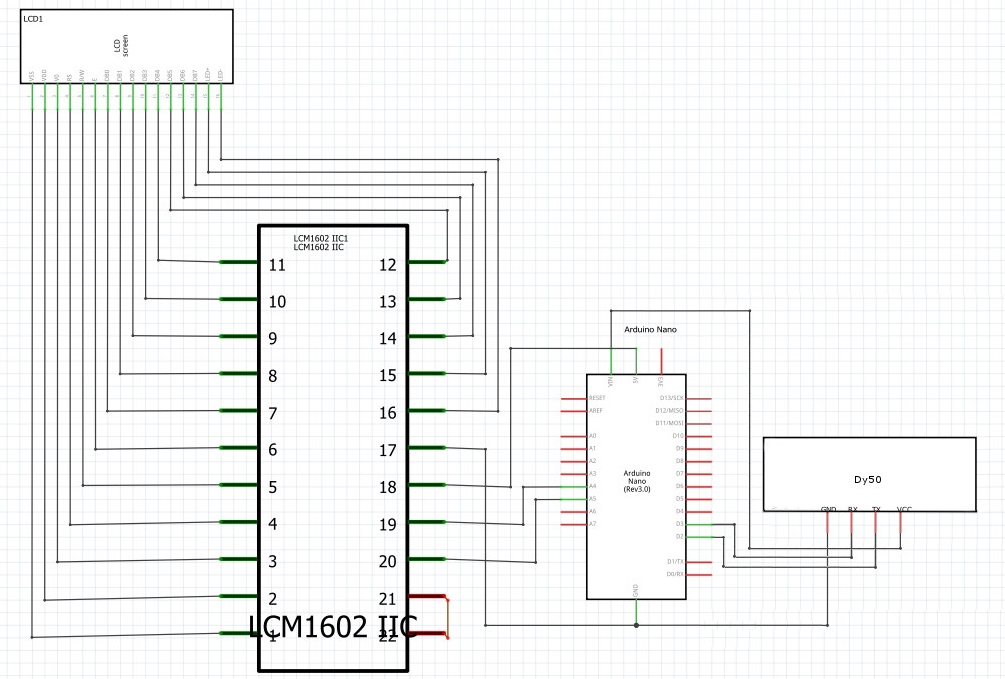 LCD1
LCD
screen
VSS
VDD
V0
RS
R/W
E
DB0
DB1
DB2
DB3
DB4
DB5
DB6
DB7
LED+
LED-
LCM1602 IIC1
LCM1602 IIC
11 12
10 13
9 14
8 15
7 16
6 17
5 18
4 19
3 20
2 21
1 22
LCM1602 IIC
Arduino Nano
VIN
5V
3V3
RESET D13/SCK
AREF D12/MISO
D11/MOSI
A0 D10
A1 D9
A2 D8
A3 D7
A4 D6
A5 D5
A6 D4
A7 D3
D2
D1/TX
D0/RX
Arduino
Nano
(Rev3.0)
GND
Dy50
GND RX TX VCC